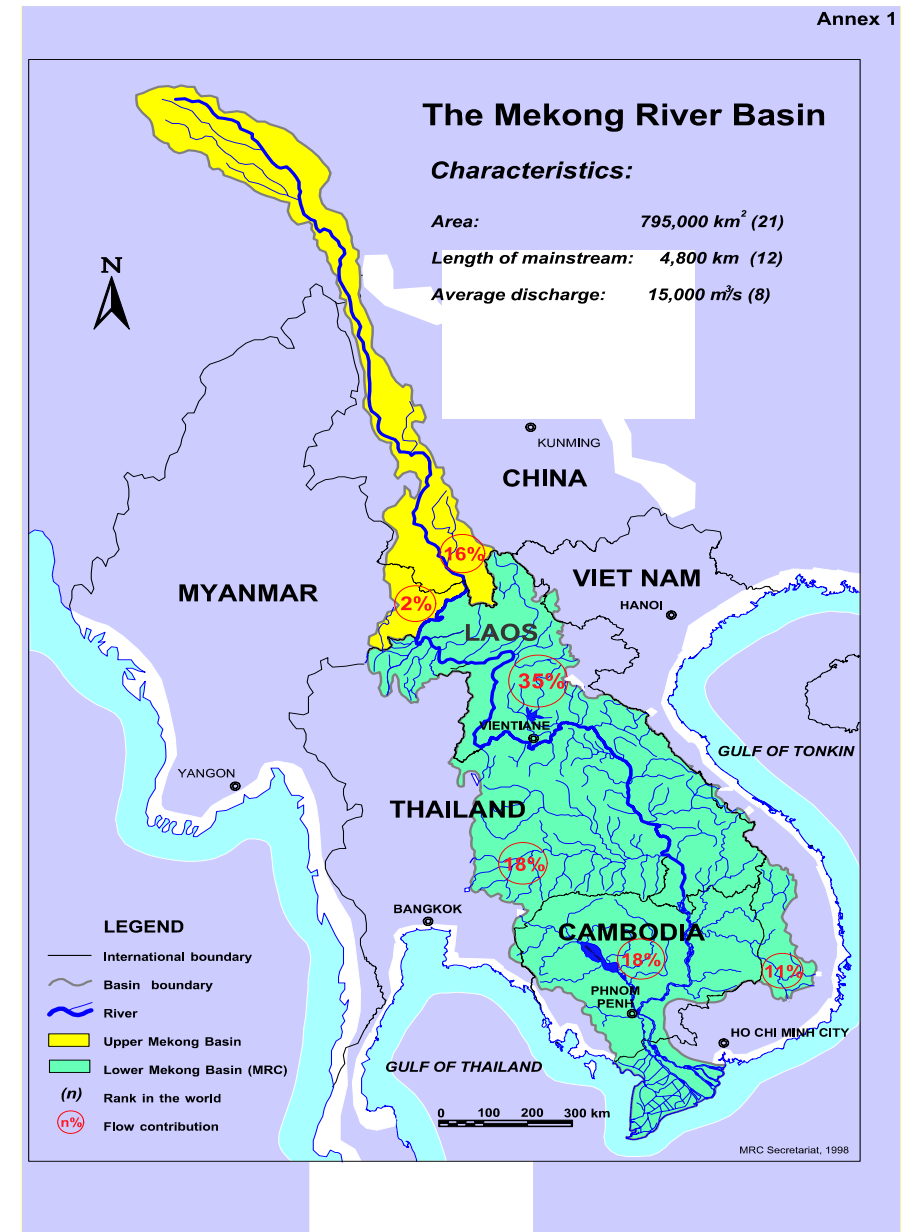 Annex 1
The Mekong River Basin
Characteristics:
Area: 795,000 km² (21)
Length of mainstream: 4,800 km (12)
Average discharge: 15,000 m³/s (8)
N
KUNMING
CHINA
16%
VIET NAM
MYANMAR
2%
HANOI
LAOS
35%
VIENTIANE
GULF OF TONKIN
YANGON
THAILAND
18%
BANGKOK
CAMBODIA
18%
11%
PHNOM
PENH
HO CHI MINH CITY
GULF OF THAILAND
LEGEND
International boundary
Basin boundary
River
Upper Mekong Basin
Lower Mekong Basin (MRC)
(n) Rank in the world
n% Flow contribution
0 100 200 300 km
MRC Secretariat, 1998